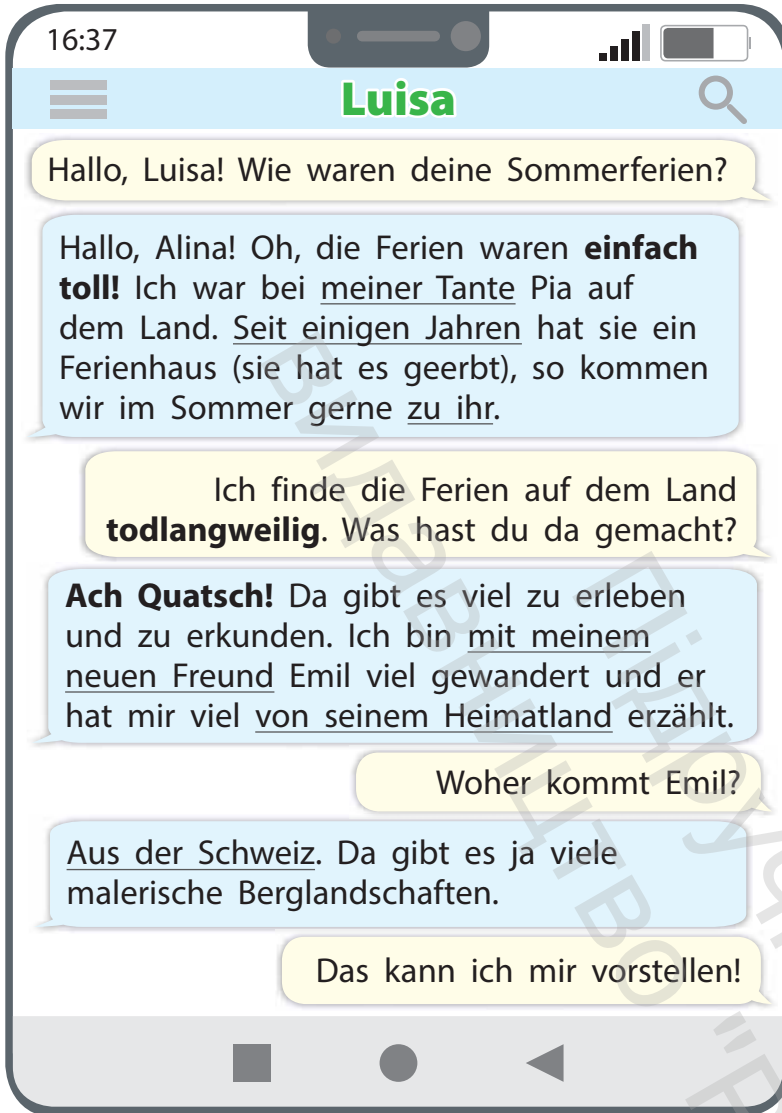 16:37
Luisa
Hallo, Luisa! Wie waren deine Sommerferien?
Hallo, Alina! Oh, die Ferien waren einfach
toll! Ich war bei meiner Tante Pia auf
dem Land. Seit einigen Jahren hat sie ein
Ferienhaus (sie hat es geerbt), so kommen
wir im Sommer gerne zu ihr.
Ich finde die Ferien auf dem Land
todlangweilig. Was hast du da gemacht?
Ach Quatsch! Da gibt es viel zu erleben
und zu erkunden. Ich bin mit meinem
neuen Freund Emil viel gewandert und er
hat mir viel von seinem Heimatland erzählt.
Woher kommt Emil?
Aus der Schweiz. Da gibt es ja viele
malerische Berglandschaften.
Das kann ich mir vorstellen!
Видавництво "